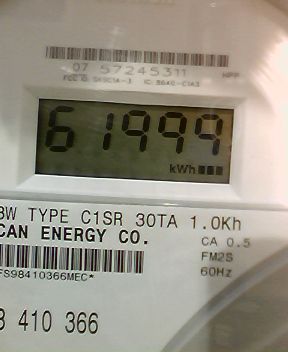 07 57245311
61999
kWh
3W TYPE C1SR 30TA 1.0Kh
CAN ENERGY CO.
CA 0.5
FM2S
FS98410366MEC*
60Hz
410 366